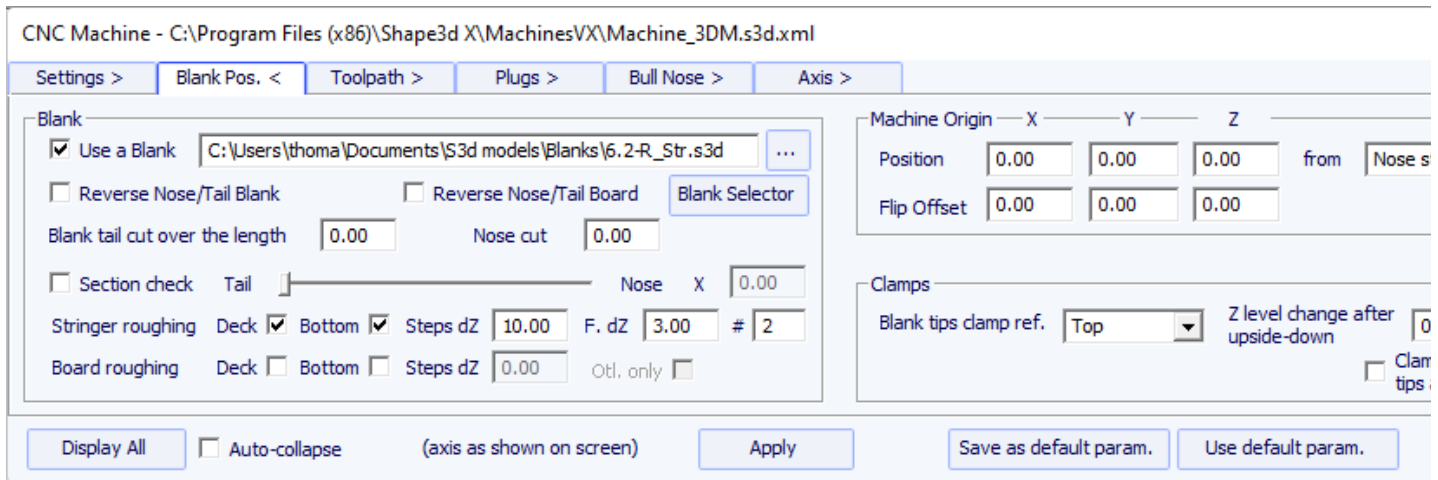 CNC Machine - C:\Program Files (x86)\Shape3d X\MachinesVX\Machine_3DM.s3d.xml
Settings > Blank Pos. < Toolpath > Plugs > Bull Nose > Axis >
Blank
Use a Blank C:\Users\thoma\Documents\S3d models\Blanks\6.2-R_Str.s3d ...
Reverse Nose/Tail Blank Reverse Nose/Tail Board Blank Selector
Blank tail cut over the length 0.00 Nose cut 0.00
Section check Tail Nose X 0.00
Stringer roughing Deck Bottom Steps dZ 10.00 F. dZ 3.00 # 2
Board roughing Deck Bottom Steps dZ 0.00 Otl. only
Machine Origin X Y Z
Position 0.00 0.00 0.00 from Nose
Flip Offset 0.00 0.00 0.00
Clamps
Blank tips clamp ref. Top Z level change after
upside-down
tips
Display All Auto-collapse (axis as shown on screen) Apply Save as default param. Use default param.